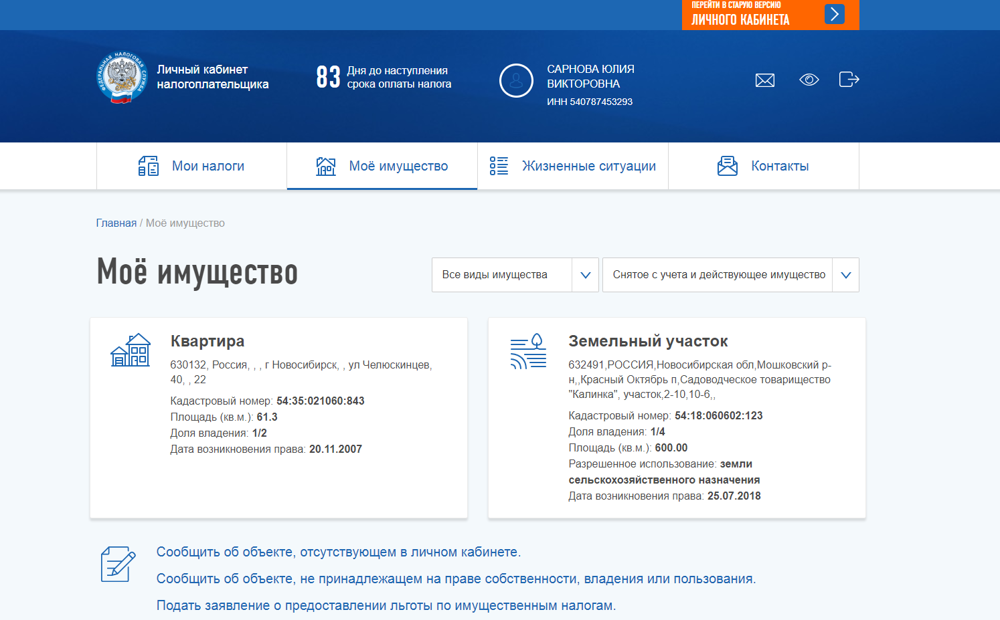 ПЕРЕЙТИ В СТАРУЮ ВЕРСИЮ
ЛИЧНОГО КАБИНЕТА
ФЕДЕРАЛЬНАЯ НАЛОГОВАЯ СЛУЖБА
Личный кабинет
налогоплательщика
83 Дня до наступления
срока оплаты налога
САРНОВА ЮЛИЯ
ВИКТОРОВНА
ИНН 540787453293
Мои налоги
Моё имущество
Жизненные ситуации
Контакты
Главная / Моё имущество
Моё имущество
Все виды имущества
Снятое с учета и действующее имущество
Квартира
630132, Россия, , , г Новосибирск, , ул Челюскинцев,
40, , 22
Кадастровый номер: 54:35:021060:843
Площадь (кв.м.): 61.3
Доля владения: 1/2
Дата возникновения права: 20.11.2007
Земельный участок
632491,РОССИЯ,Новосибирская обл,Мошковский р-
н,,Красный Октябрь п,Садоводческое товарищество
"Калинка", участок,2-10,10-6,,
Кадастровый номер: 54:18:060602:123
Доля владения: 1/4
Площадь (кв.м.): 600.00
Разрешенное использование: земли
сельскохозяйственного назначения
Дата возникновения права: 25.07.2018
Сообщить об объекте, отсутствующем в личном кабинете.
Сообщить об объекте, не принадлежащем на праве собственности, владения или пользования.
Подать заявление о предоставлении льготы по имущественным налогам.